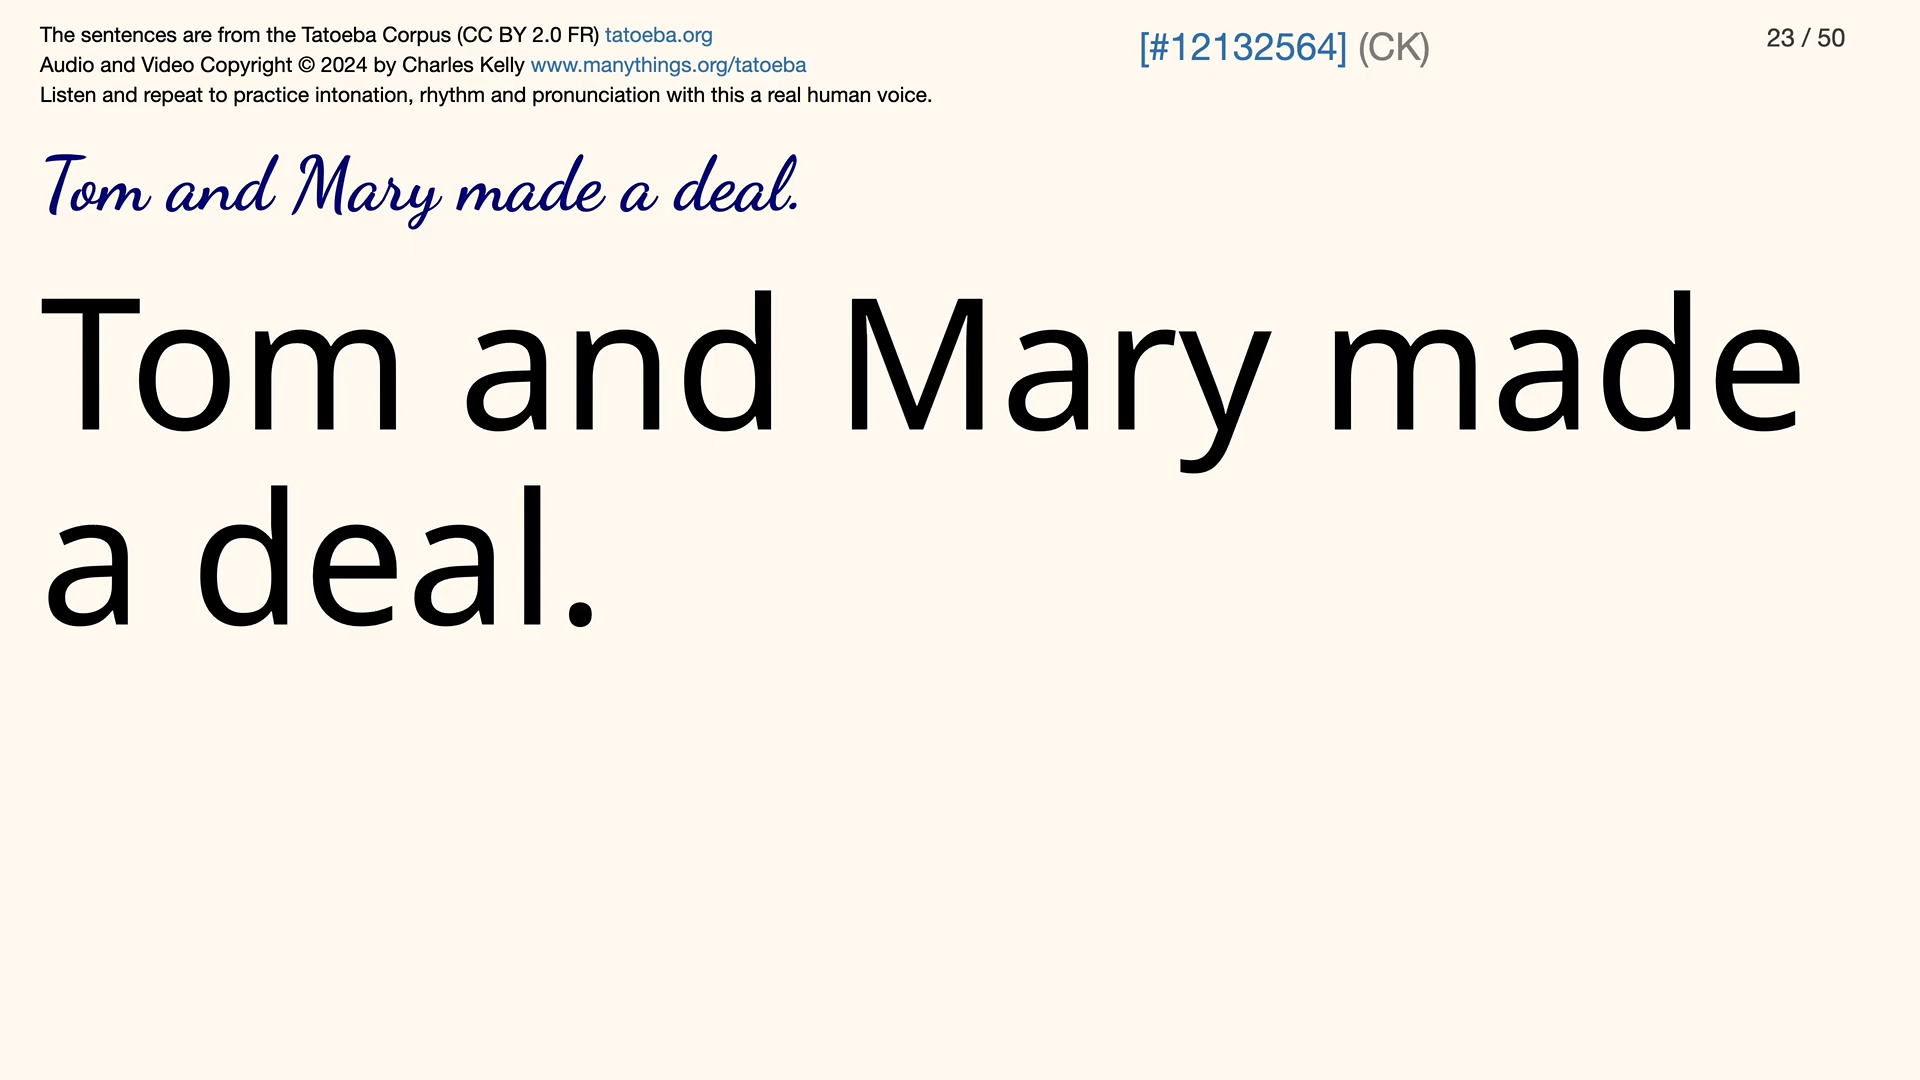 The sentences are from the Tatoeba Corpus (CC BY 2.0 FR) tatoeba.org
Audio and Video Copyright © 2024 by Charles Kelly www.manythings.org/tatoeba
Listen and repeat to practice intonation, rhythm and pronunciation with this a real human voice.
[#12132564] (CK)
23 / 50
Tom and Mary made a deal.
Tom and Mary made
a deal.